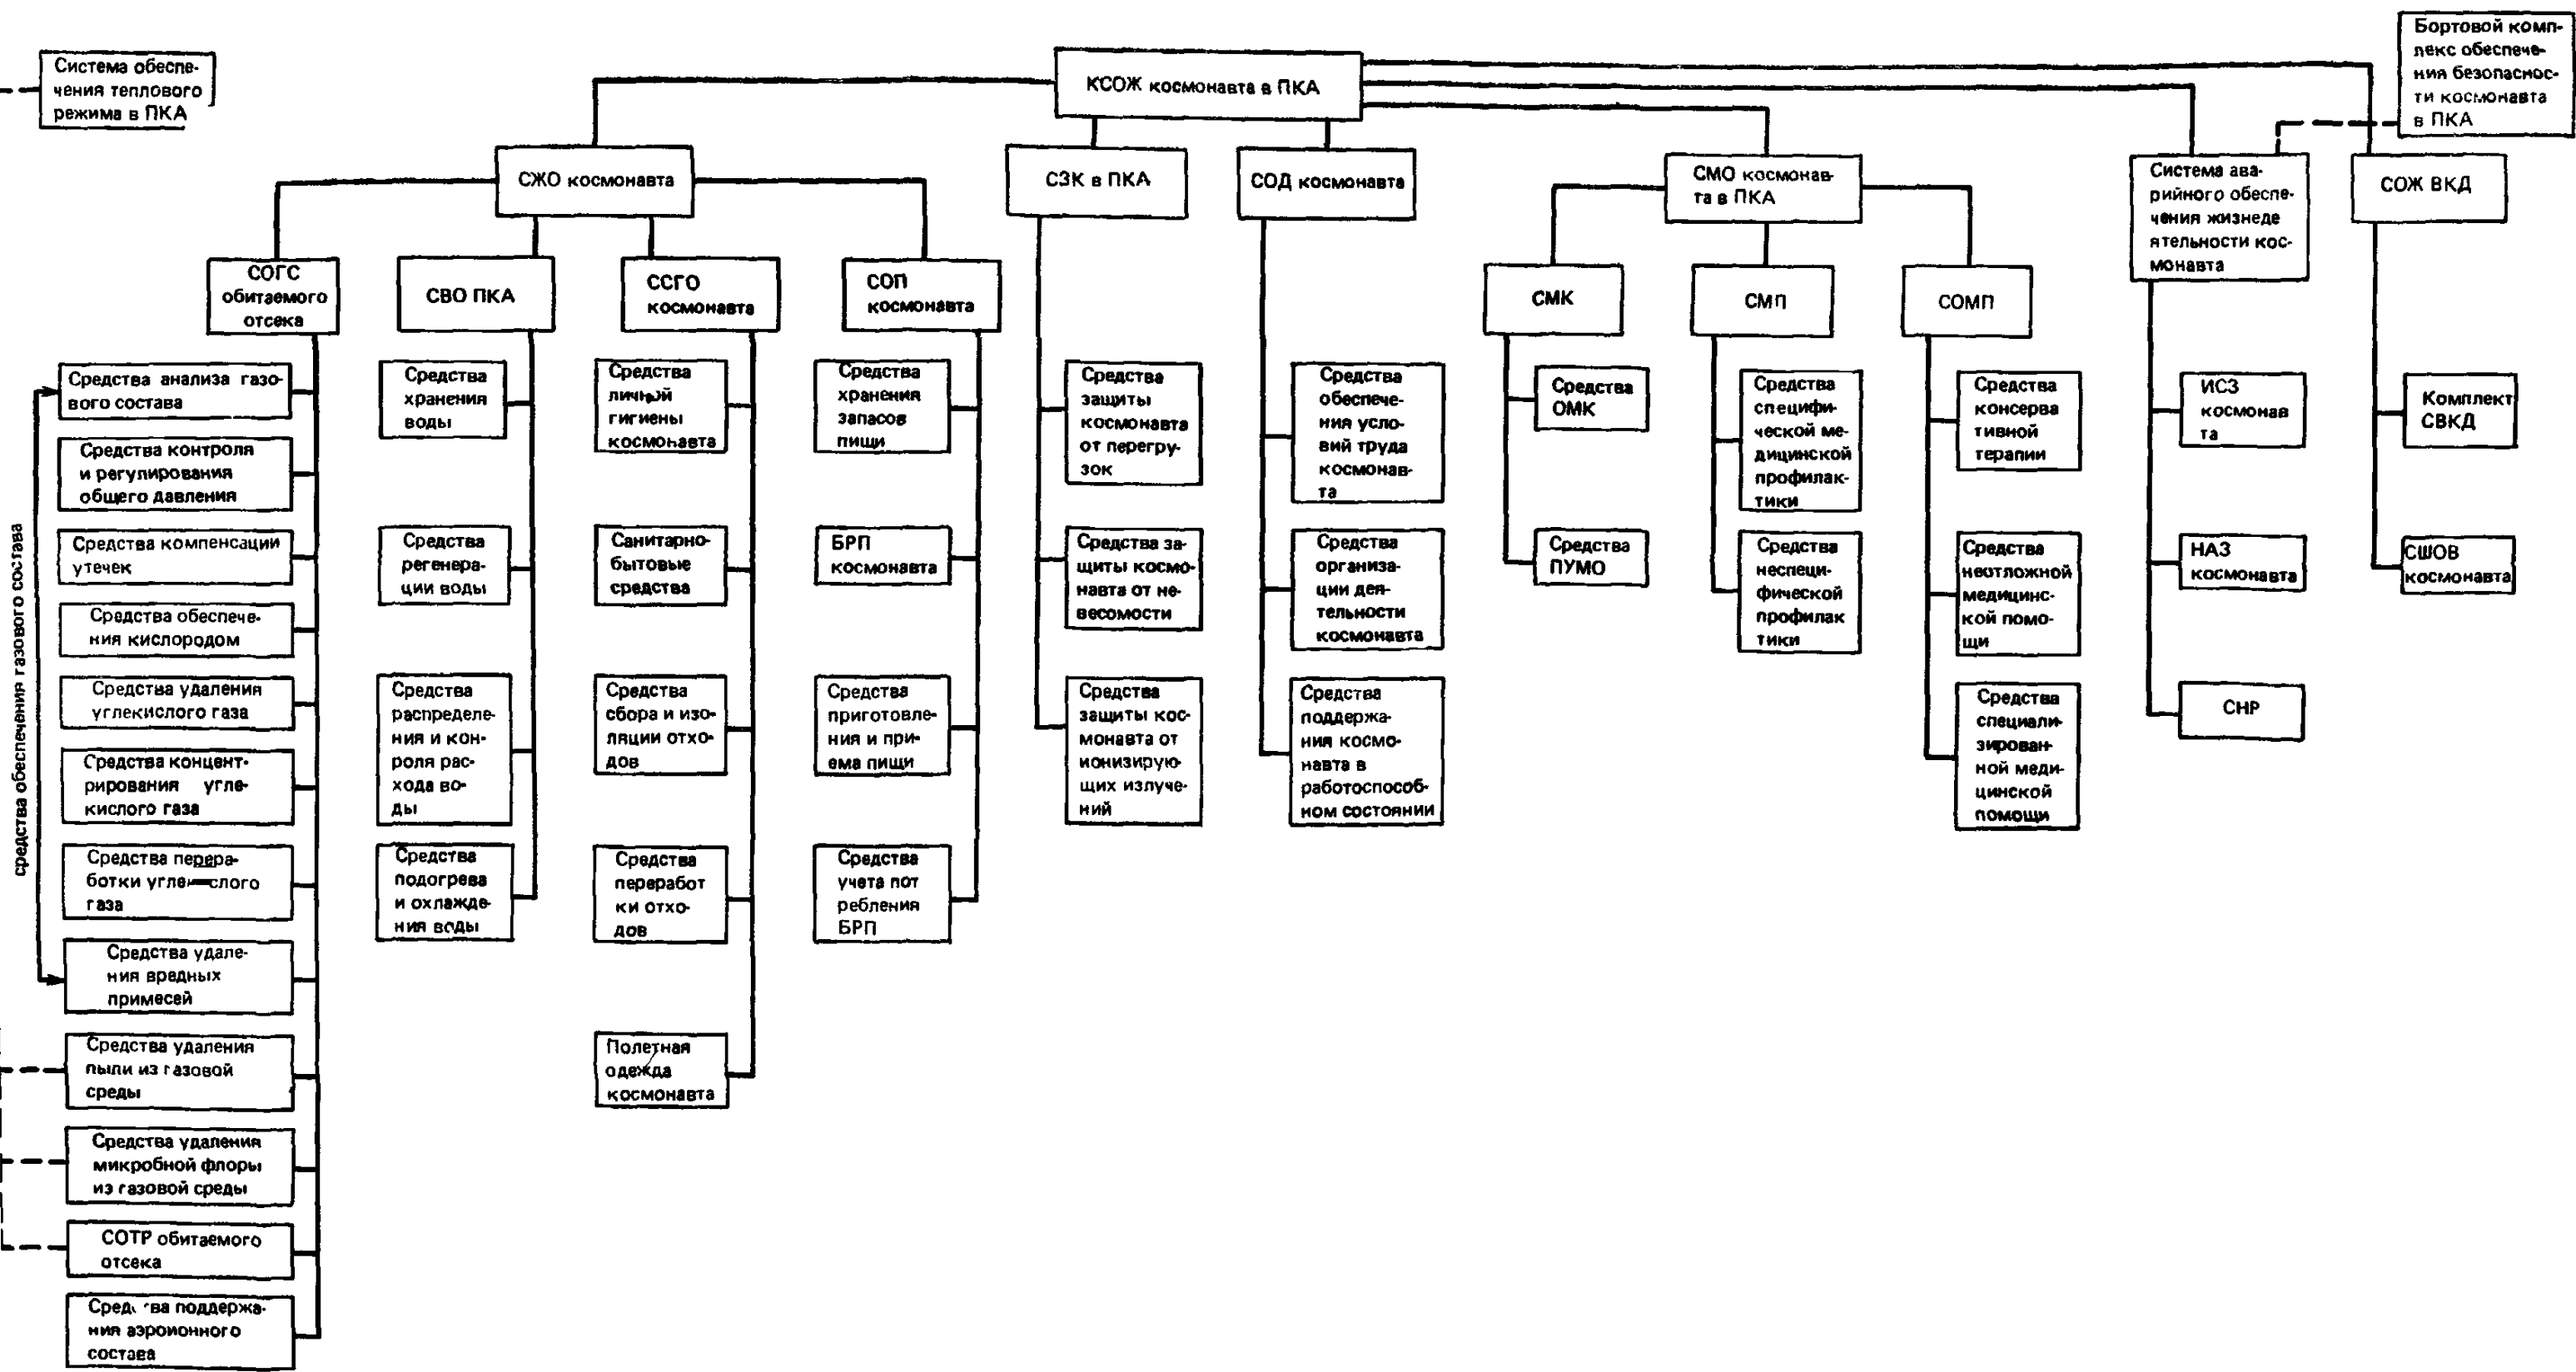 Система обеспе-
чения теплового
режима в ПКА
КСОЖ космонавта в ПКА
Бортовой комп-
лекс обеспече-
ния безопаснос-
ти космонавта
в ПКА
СЖО космонавта
СЗК в ПКА
СОД космонавта
СМО космонав-
та в ПКА
Система ава-
рийного обеспе-
чения жизнеде
ятельности кос-
монавта
СОЖ ВКД
СОГС
обитаемого
отсека
СВО ПКА
ССГО
космонавта
СОП
космонавта
СМК
СМП
СОМП
средства обеспечения газового состава
Средства анализа газо-
вого состава
Средства контроля
и регулирования
общего давления
Средства компенсации
утечек
Средства обеспече
ния кислородом
Средства удаления
углекислого газа
Средства концент-
рирования угле-
кислого газа
Средства перера-
ботки углекислого
газа
Средства удале-
ния вредных
примесей
Средства удаления
пыли из газовой
среды
Средства удаления
микробной флоры
из газовой среды
СОТР обитаемого
отсека
Средства поддержа-
ния аэроионного
состава
Средства
хранения
воды
Средства
регенера-
ции воды
Средства
распределе-
ния и кон-
роля рас-
хода во-
ды
Средства
подогрева
и охлажде-
ния воды
Средства
личной
гигиены
космонавта
Санитарно-
бытовые
средства
Средства
сбора и изо-
ляции отхо-
дов
Средства
переработ
ки отхо-
дов
Полетная
одежда
космонавта
Средства
хранения
запасов
пищи
БРП
космонавта
Средства
приготовле-
ния и при-
ема пищи
Средства
учета пот
ребления
БРП
Средства
защиты
космонавта
от перегру-
зок
Средства за-
щиты космо-
навта от не-
весомости
Средства
защиты кос-
монавта от
ионизирую-
щих излуче-
ний
Средства
обеспече-
ния усло-
вий труда
космонав-
та
Средства
организа-
ции дея-
тельности
космонавта
Средства
поддержа-
ния космо-
навта в
работоспособ-
ном состоянии
Средства
ОМК
Средства
ПУМО
Средства
специфи-
ческой ме-
дицинской
профилак-
тики
Средства
неспеци-
фической
профилак
тики
Средства
консерва
тивной
терапии
Средства
неотложной
медицинс-
кой помо-
щи
Средства
специали-
зирован-
ной меди-
цинской
помощи
ИСЗ
космонав
та
НАЗ
космонавта
СНР
Комплект
СВКД
СШОВ
космонавта